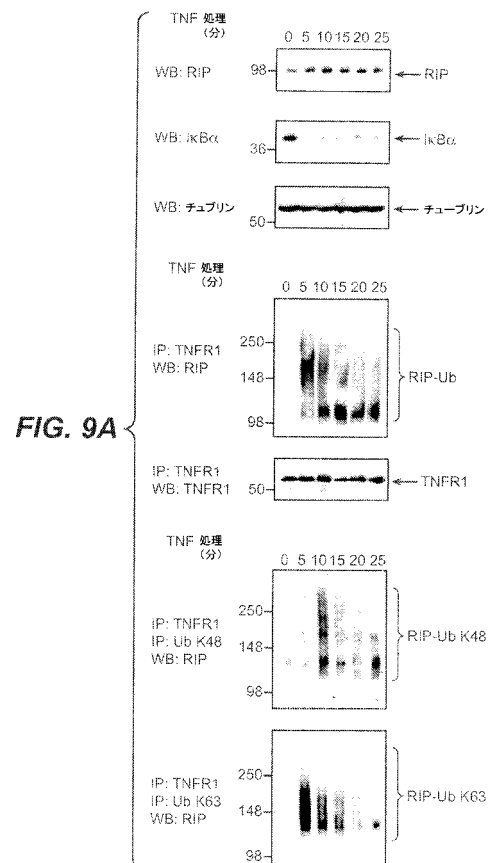 FIG. 9A
TNF 処理
(分)
0 5 10 15 20 25
WB: RIP
98
RIP
WB: IκBα
36
IκBα
WB: チュブリン
50
チューブリン
TNF 処理
(分)
0 5 10 15 20 25
IP: TNFR1
WB: RIP
250
148
98
RIP-Ub
IP: TNFR1
WB: TNFR1
50
TNFR1
TNF 処理
(分)
0 5 10 15 20 25
IP: TNFR1
IP: Ub K48
WB: RIP
250
148
98
RIP-Ub K48
IP: TNFR1
IP: Ub K63
WB: RIP
250
148
98
RIP-Ub K63